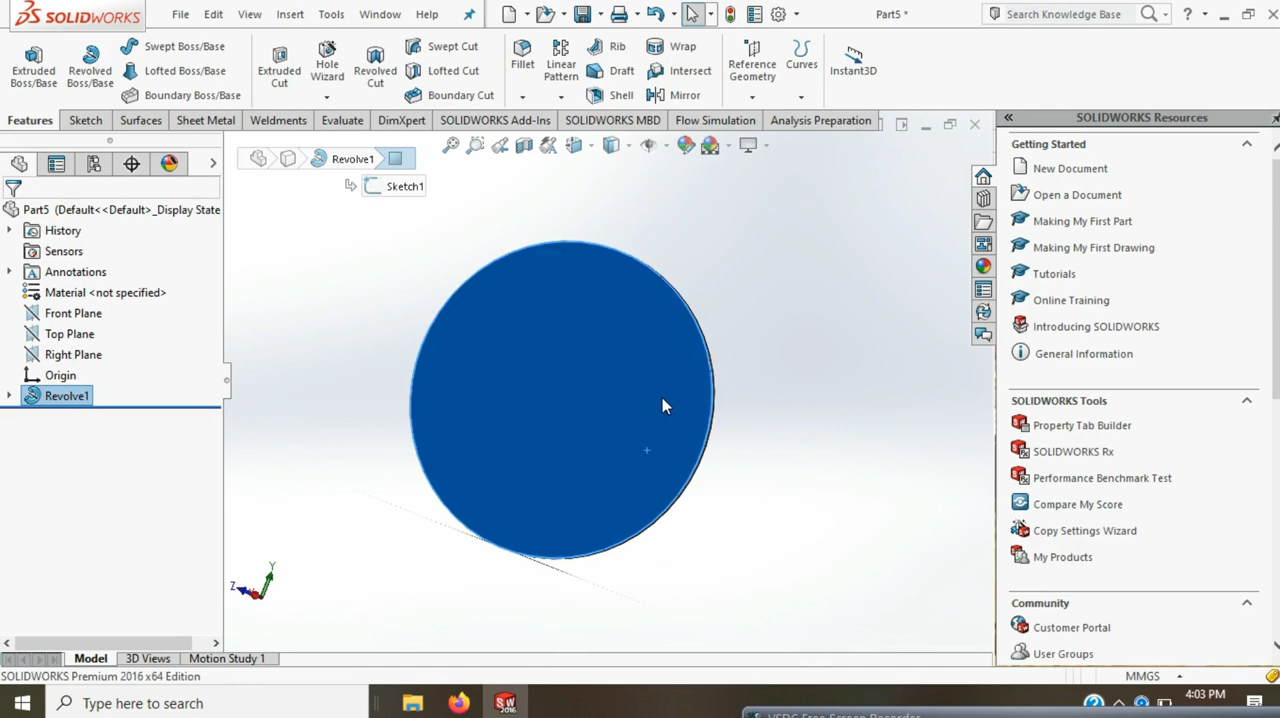 SOLIDWORKS File Edit View Insert Tools Window Help Part5 * Search Knowledge Base ?
Extruded Boss/Base
Revolved Boss/Base
Swept Boss/Base
Lofted Boss/Base
Boundary Boss/Base
Extruded Cut
Hole Wizard
Revolved Cut
Swept Cut
Lofted Cut
Boundary Cut
Fillet
Linear Pattern
Rib
Draft
Shell
Wrap
Intersect
Mirror
Reference Geometry
Curves
Instant3D
Features Sketch Surfaces Sheet Metal Weldments Evaluate DimXpert SOLIDWORKS Add-Ins SOLIDWORKS MBD Flow Simulation Analysis Preparation
Revolve1
Sketch1
Part5 (Default<<Default>_Display State
History
Sensors
Annotations
Material <not specified>
Front Plane
Top Plane
Right Plane
Origin
Revolve1
Y
Z
SOLIDWORKS Resources
Getting Started
New Document
Open a Document
Making My First Part
Making My First Drawing
Tutorials
Online Training
Introducing SOLIDWORKS
General Information
SOLIDWORKS Tools
Property Tab Builder
SOLIDWORKS Rx
Performance Benchmark Test
Compare My Score
Copy Settings Wizard
My Products
Community
Customer Portal
User Groups
Model 3D Views Motion Study 1
SOLIDWORKS Premium 2016 x64 Edition MMGS
Type here to search
SW 2016
4:03 PM